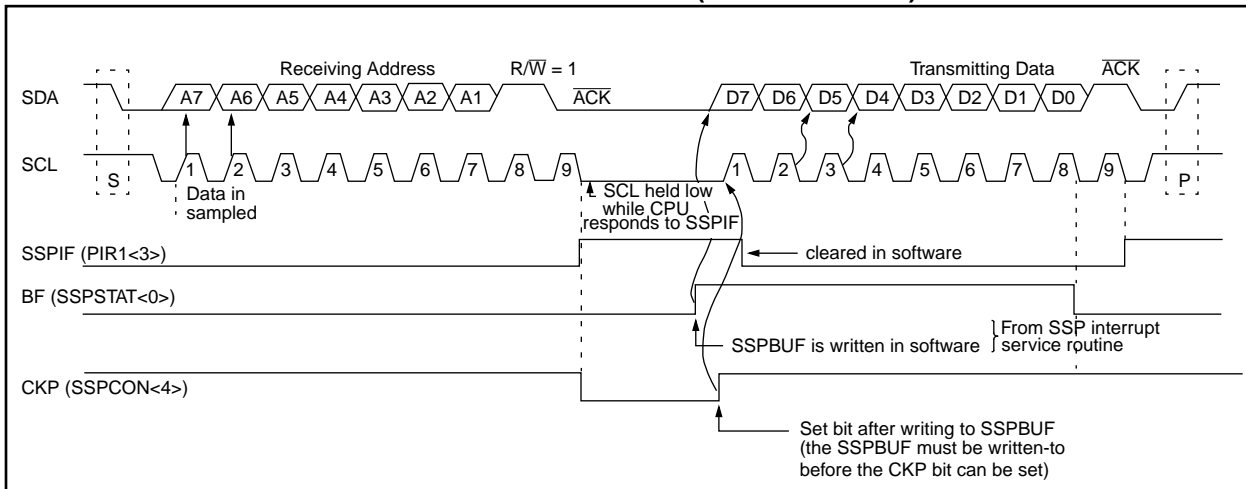 Receiving Address R/W̅ = 1 Transmitting Data A̅C̅K̅
SDA A7 A6 A5 A4 A3 A2 A1 A̅C̅K̅ D7 D6 D5 D4 D3 D2 D1 D0
SCL 1 2 3 4 5 6 7 8 9 1 2 3 4 5 6 7 8 9
S P
Data in
sampled
SCL held low
while CPU
responds to SSPIF
SSPIF (PIR1<3>)
cleared in software
BF (SSPSTAT<0>)
SSPBUF is written in software
From SSP interrupt
service routine
CKP (SSPCON<4>)
Set bit after writing to SSPBUF
(the SSPBUF must be written-to
before the CKP bit can be set)